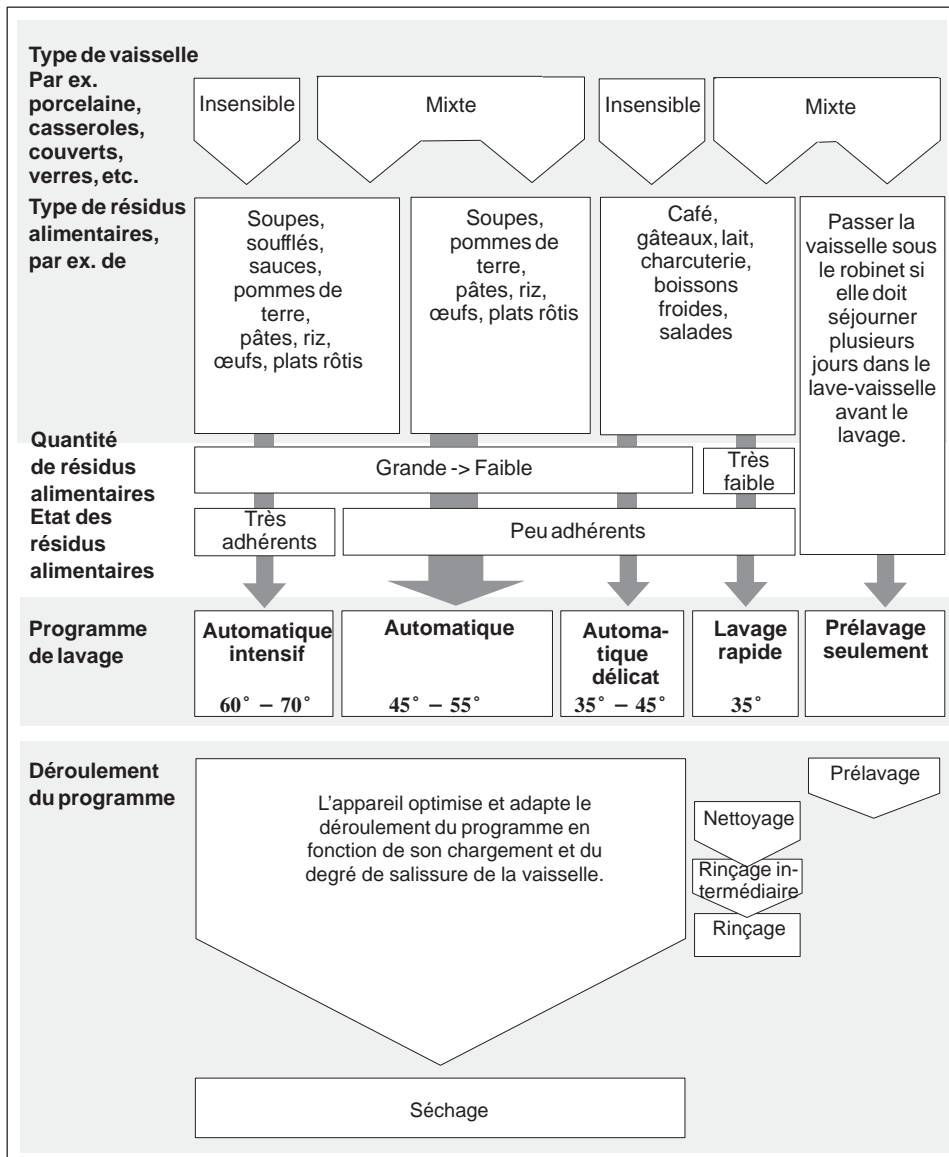 Type de vaisselle
Par ex.
porcelaine,
casseroles,
couverts,
verres, etc.
Insensible
Mixte
Insensible
Mixte
Type de résidus
alimentaires,
par ex. de
Soupes,
soufflés,
sauces,
pommes de
terre,
pâtes, riz,
œufs, plats rôtis
Soupes,
pommes de
terre,
pâtes, riz,
œufs, plats rôtis
Café,
gâteaux, lait,
charcuterie,
boissons
froides,
salades
Passer la
vaisselle sous
le robinet si
elle doit
séjourner
plusieurs
jours dans le
lave-vaisselle
avant le
lavage.
Quantité
de résidus
alimentaires
Grande -> Faible
Très
faible
Etat des
résidus
alimentaires
Très
adhérents
Peu adhérents
Programme
de lavage
Automatique
intensif
60° – 70°
Automatique
45° – 55°
Automa-
tique
délicat
35° – 45°
Lavage
rapide
35°
Prélavage
seulement
Déroulement
du programme
L'appareil optimise et adapte le
déroulement du programme en
fonction de son chargement et du
degré de salissure de la vaisselle.
Nettoyage
Rinçage in-
termédiaire
Rinçage
Prélavage
Séchage